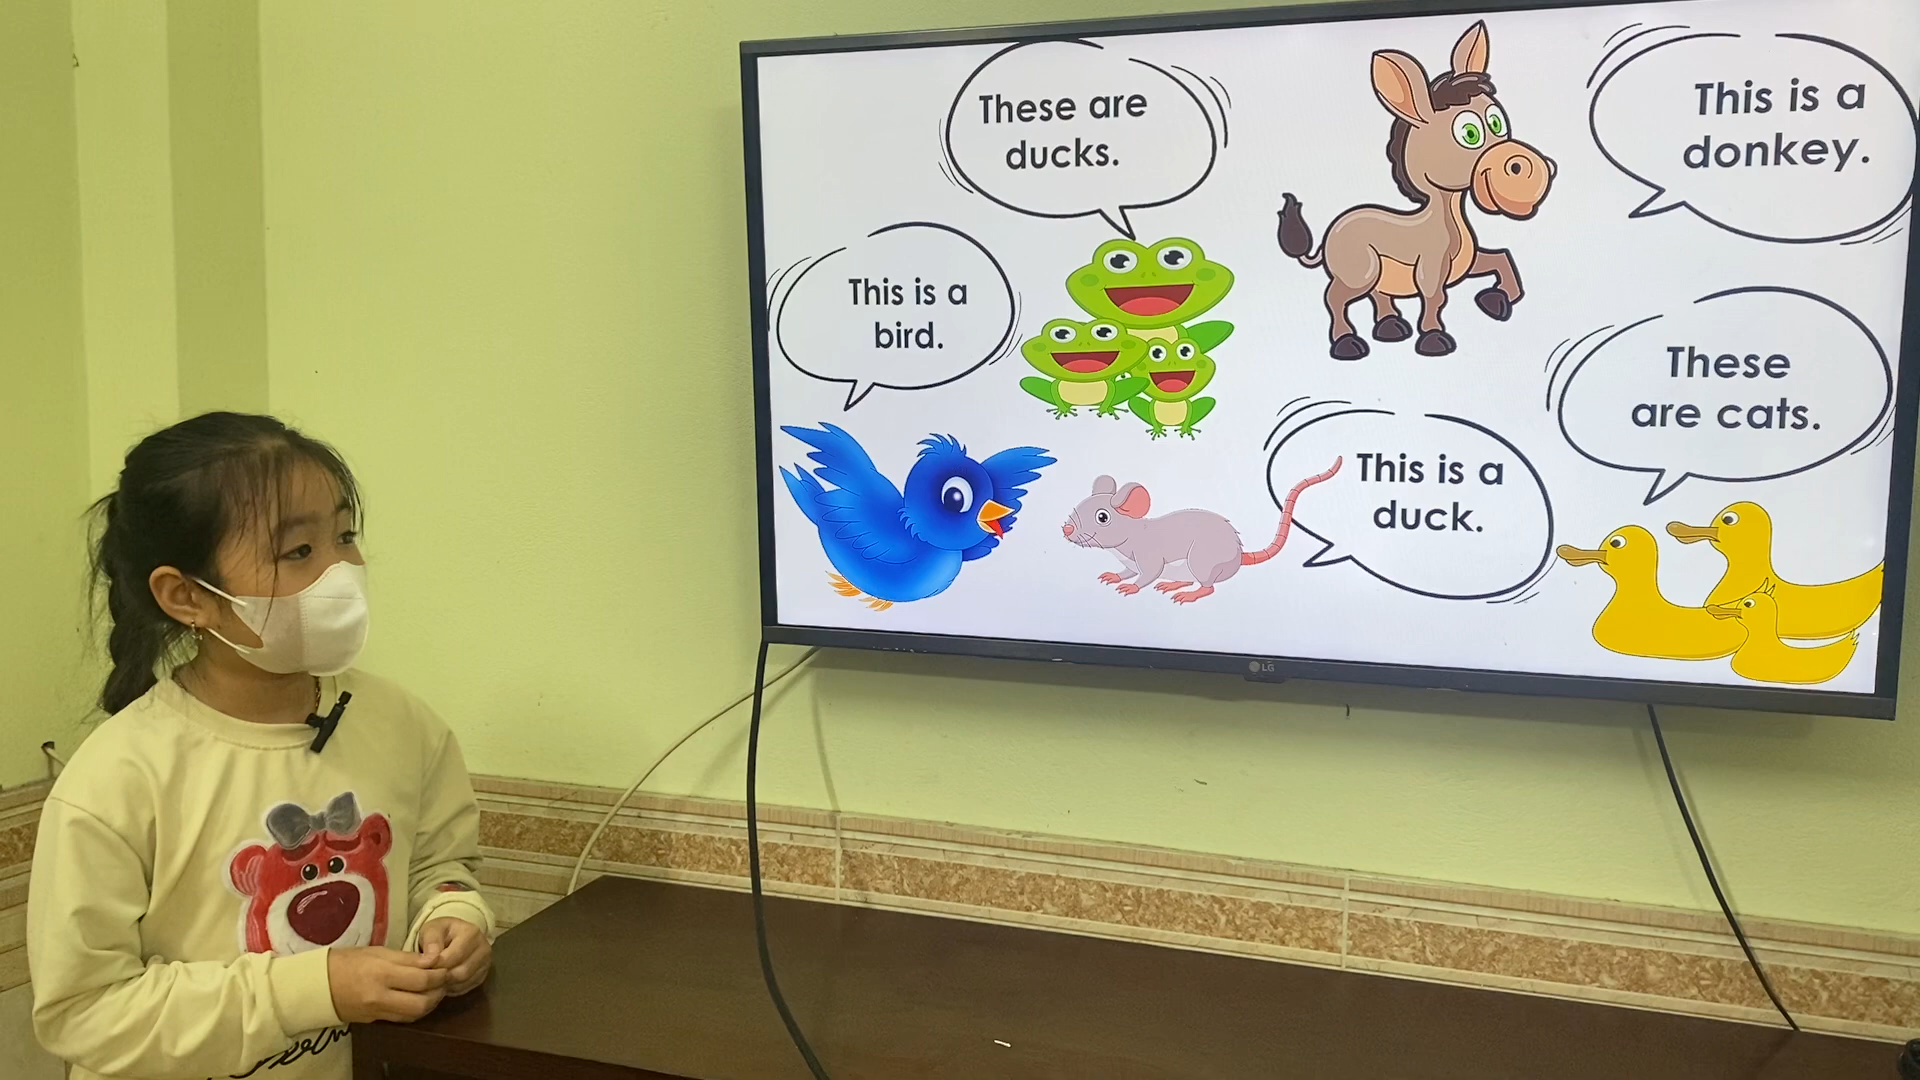 These are
ducks.
This is a
donkey.
This is a
bird.
These
are cats.
This is a
duck.
LG